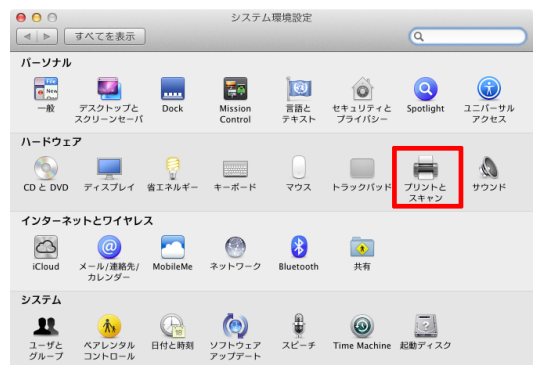 システム環境設定
すべてを表示
パーソナル
一般
デスクトップと
スクリーンセーバ
Dock
Mission
Control
言語と
テキスト
セキュリティと
プライバシー
Spotlight
ユニバーサル
アクセス
ハードウェア
CD と DVD
ディスプレイ
省エネルギー
キーボード
マウス
トラックパッド
プリントと
スキャン
サウンド
インターネットとワイヤレス
iCloud
メール/連絡先/
カレンダー
MobileMe
ネットワーク
Bluetooth
共有
システム
ユーザと
グループ
ペアレンタル
コントロール
日付と時刻
ソフトウェア
アップデート
スピーチ
Time Machine
起動ディスク